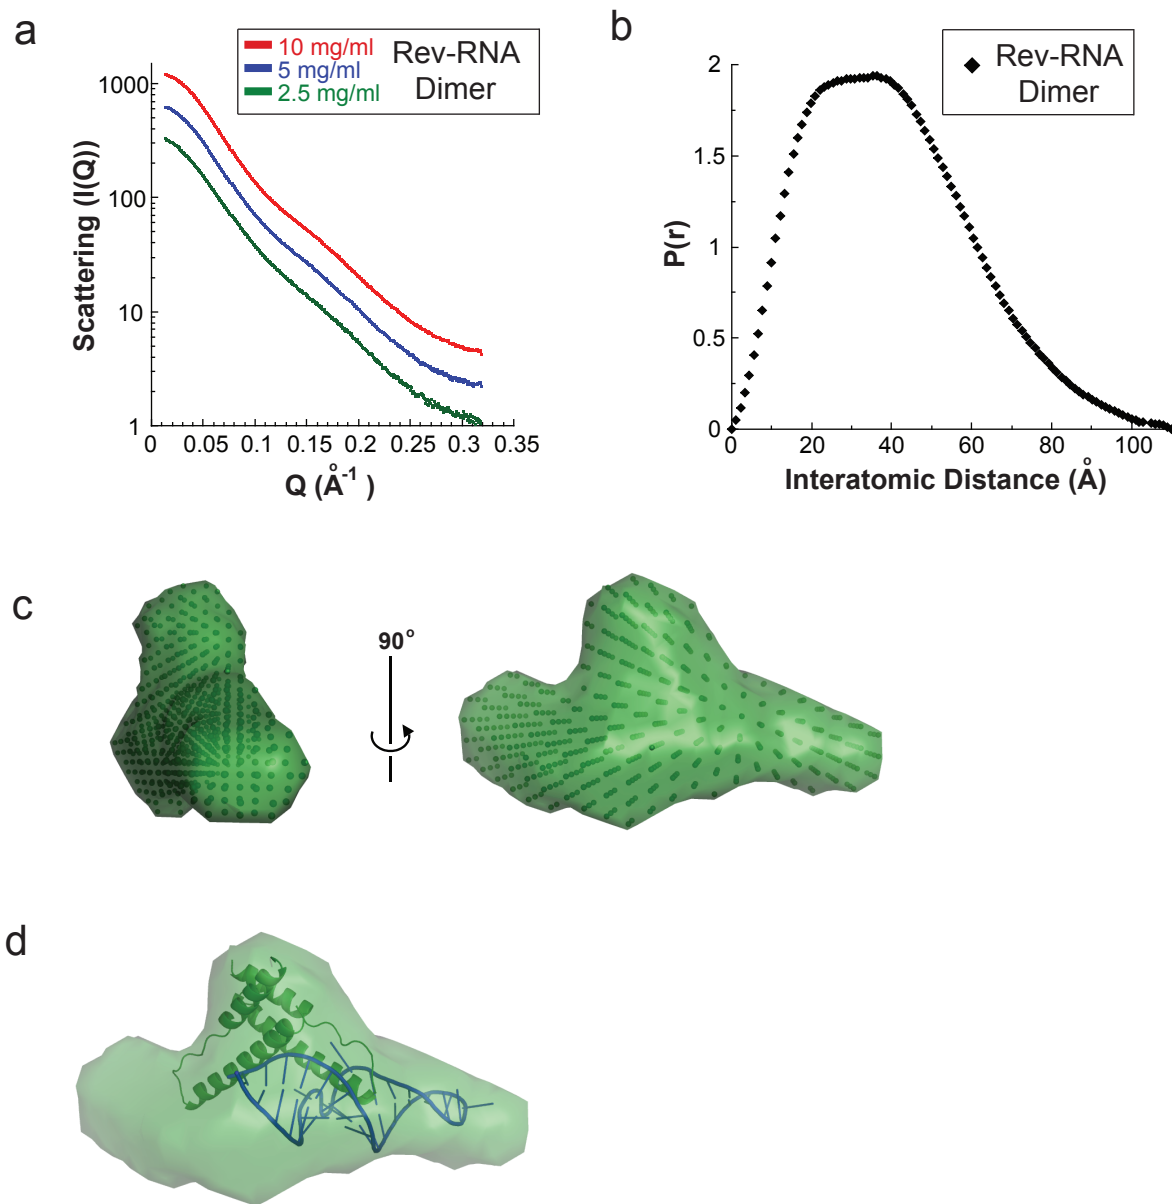 a
10 mg/ml
5 mg/ml
2.5 mg/ml
Rev-RNA
Dimer
1000
100
10
1
Scattering (I(Q))
0 0.05 0.1 0.15 0.2 0.25 0.3 0.35
Q (Å⁻¹ )
b
Rev-RNA
Dimer
2
1.5
1
0.5
0
P(r)
0 20 40 60 80 100
Interatomic Distance (Å)
c
90°
d